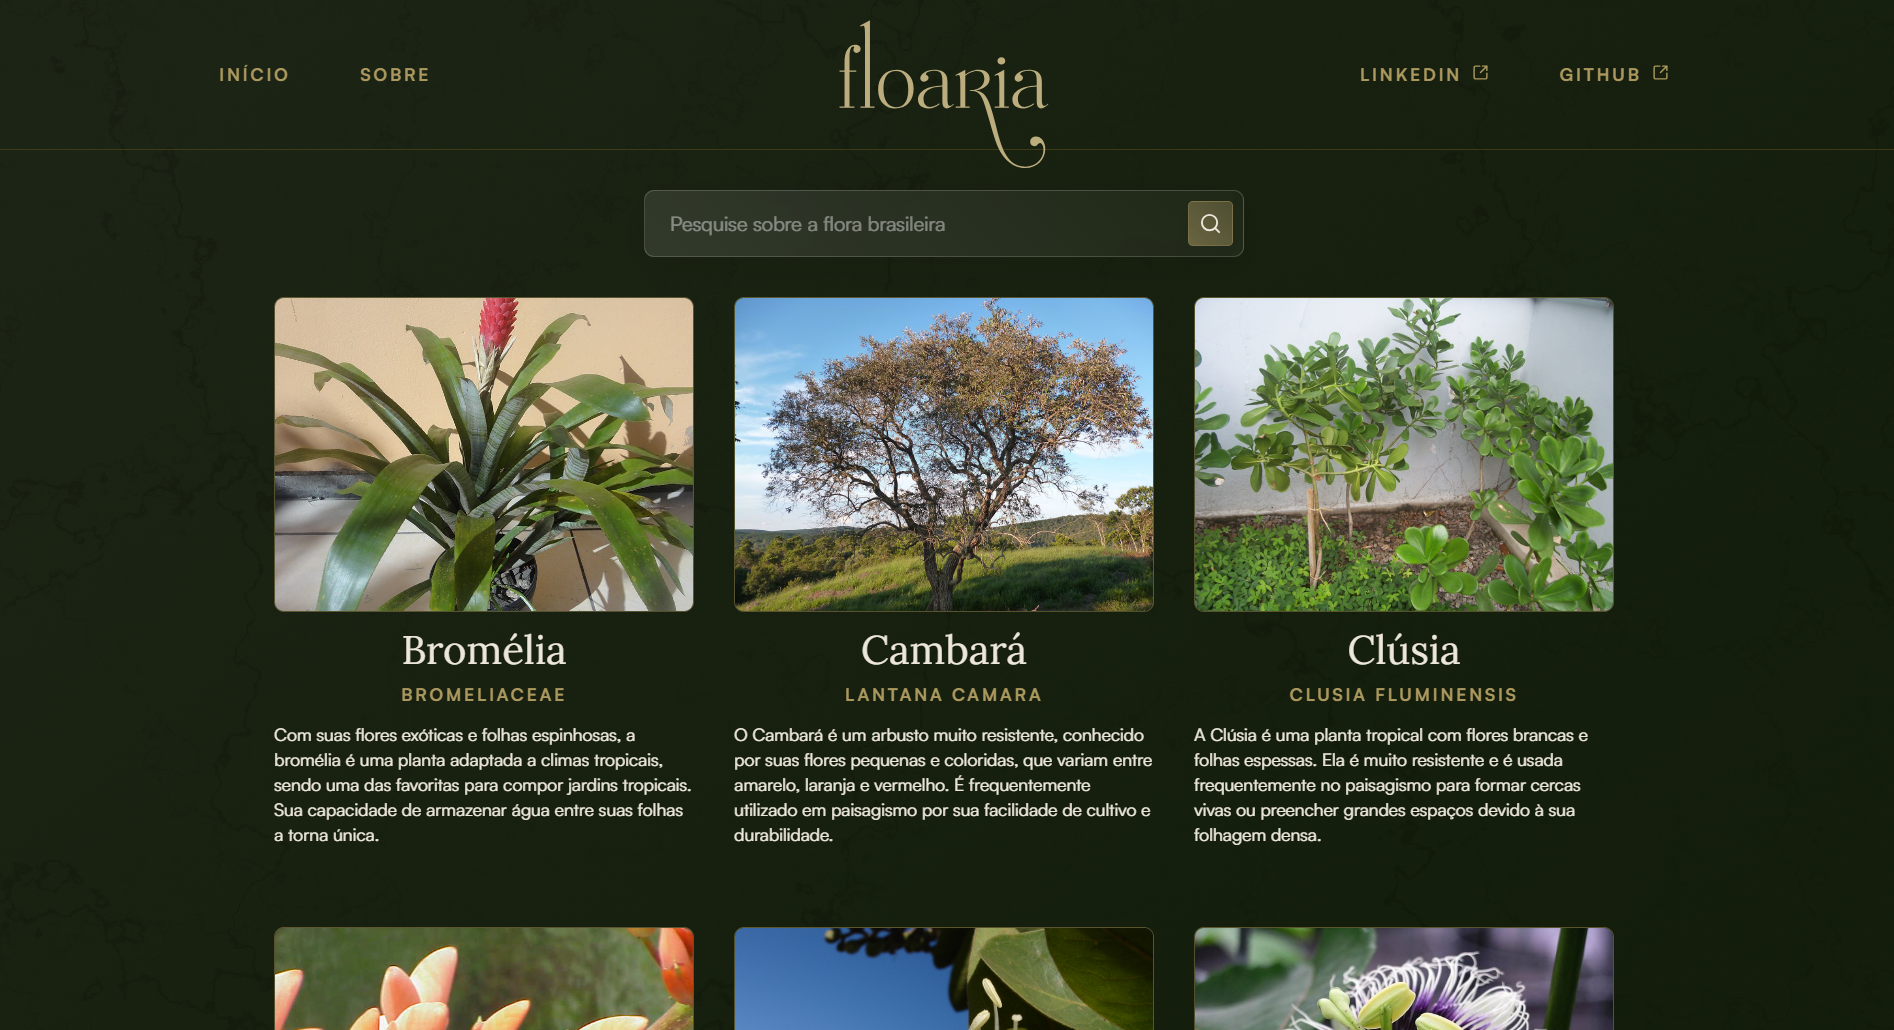 INÍCIO
SOBRE
floaria
LINKEDIN
GITHUB
Pesquise sobre a flora brasileira
Bromélia
BROMELIACEAE
Com suas flores exóticas e folhas espinhosas, a
bromélia é uma planta adaptada a climas tropicais,
sendo uma das favoritas para compor jardins tropicais.
Sua capacidade de armazenar água entre suas folhas
a torna única.
Cambará
LANTANA CAMARA
O Cambará é um arbusto muito resistente, conhecido
por suas flores pequenas e coloridas, que variam entre
amarelo, laranja e vermelho. É frequentemente
utilizado em paisagismo por sua facilidade de cultivo e
durabilidade.
Clúsia
CLUSIA FLUMINENSIS
A Clúsia é uma planta tropical com flores brancas e
folhas espessas. Ela é muito resistente e é usada
frequentemente no paisagismo para formar cercas
vivas ou preencher grandes espaços devido à sua
folhagem densa.